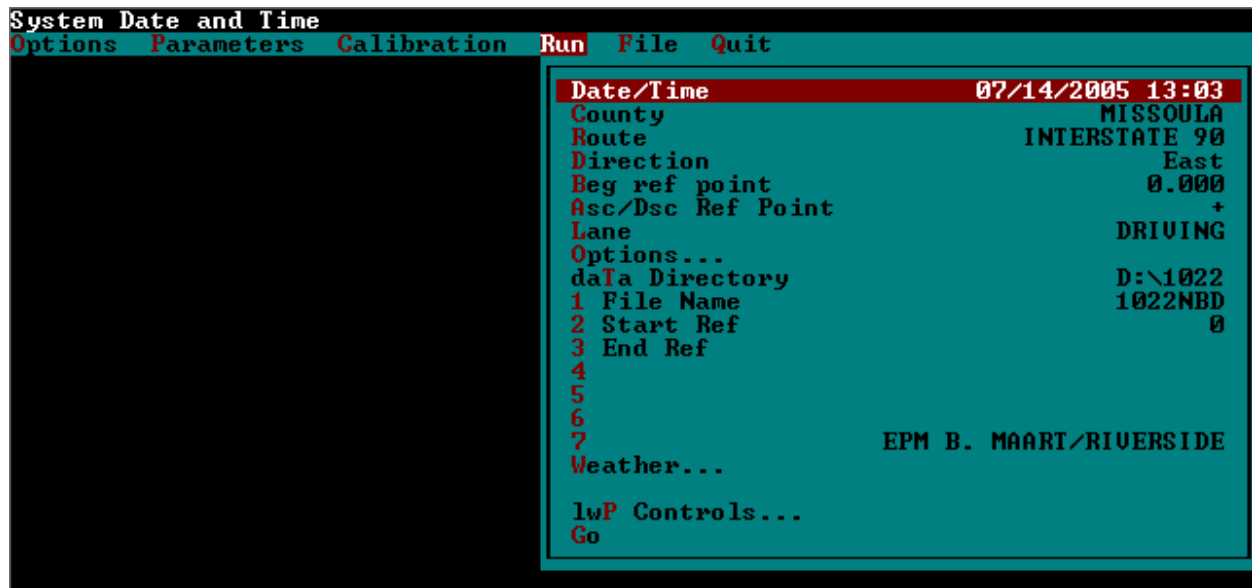 System Date and Time
Options Parameters Calibration Run File Quit
Date/Time 07/14/2005 13:03
County MISSOULA
Route INTERSTATE 90
Direction East
Beg ref point 0.000
Asc/Dsc Ref Point +
Lane DRIVING
Options...
daTa Directory D:\1022
1 File Name 1022NBD
2 Start Ref 0
3 End Ref
4
5
6
7 EPM B. MAART/RIVERSIDE
Weather...
lwP Controls...
Go